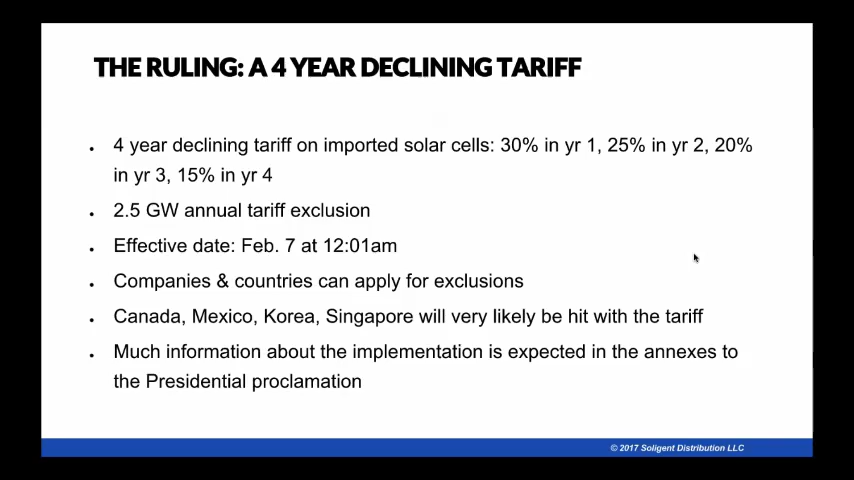 THE RULING: A 4 YEAR DECLINING TARIFF
• 4 year declining tariff on imported solar cells: 30% in yr 1, 25% in yr 2, 20%
in yr 3, 15% in yr 4
• 2.5 GW annual tariff exclusion
• Effective date: Feb. 7 at 12:01am
• Companies & countries can apply for exclusions
• Canada, Mexico, Korea, Singapore will very likely be hit with the tariff
• Much information about the implementation is expected in the annexes to
the Presidential proclamation
© 2017 Soligent Distribution LLC